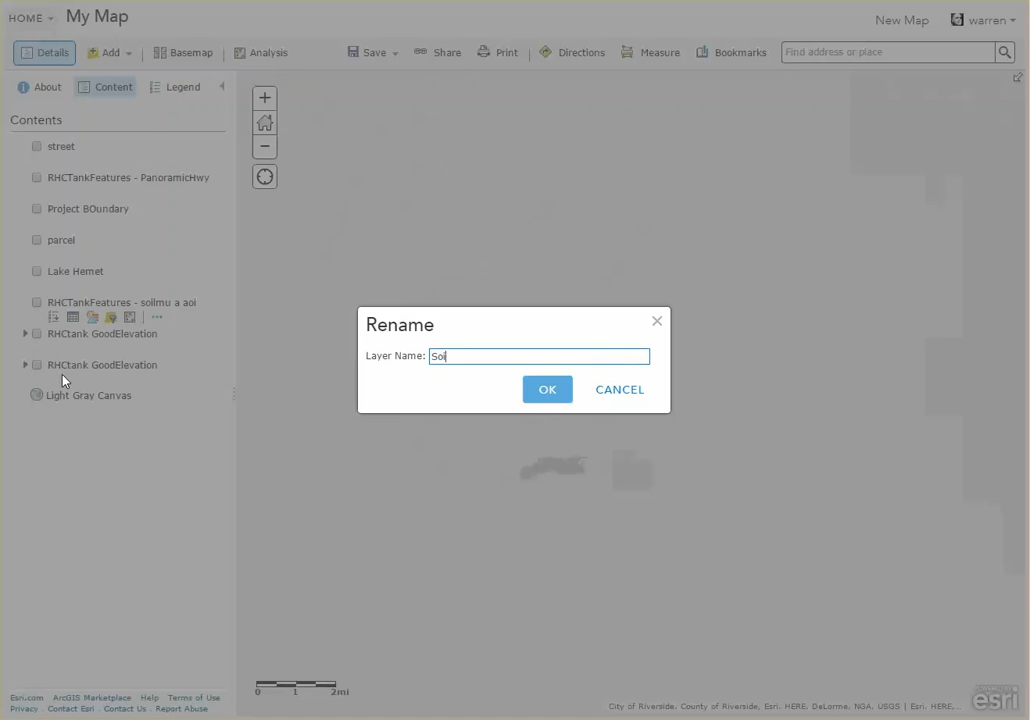 HOME My Map New Map warren
Details Add Basemap Analysis Save Share Print Directions Measure Bookmarks Find address or place
About Content Legend
Contents
street
RHCTankFeatures - PanoramicHwy
Project BOundary
parcel
Lake Hemet
RHCTankFeatures - soilmu a aoi
RHCtank GoodElevation
RHCtank GoodElevation
Light Gray Canvas
Rename
Layer Name: Soi
OK CANCEL
0 1 2mi
Esri.com ArcGIS Marketplace Help Terms of Use
Privacy Contact Esri Contact Us Report Abuse
City of Riverside, County of Riverside, Esri, HERE, DeLorme, NGA, USGS | Esri, HERE,...
esri